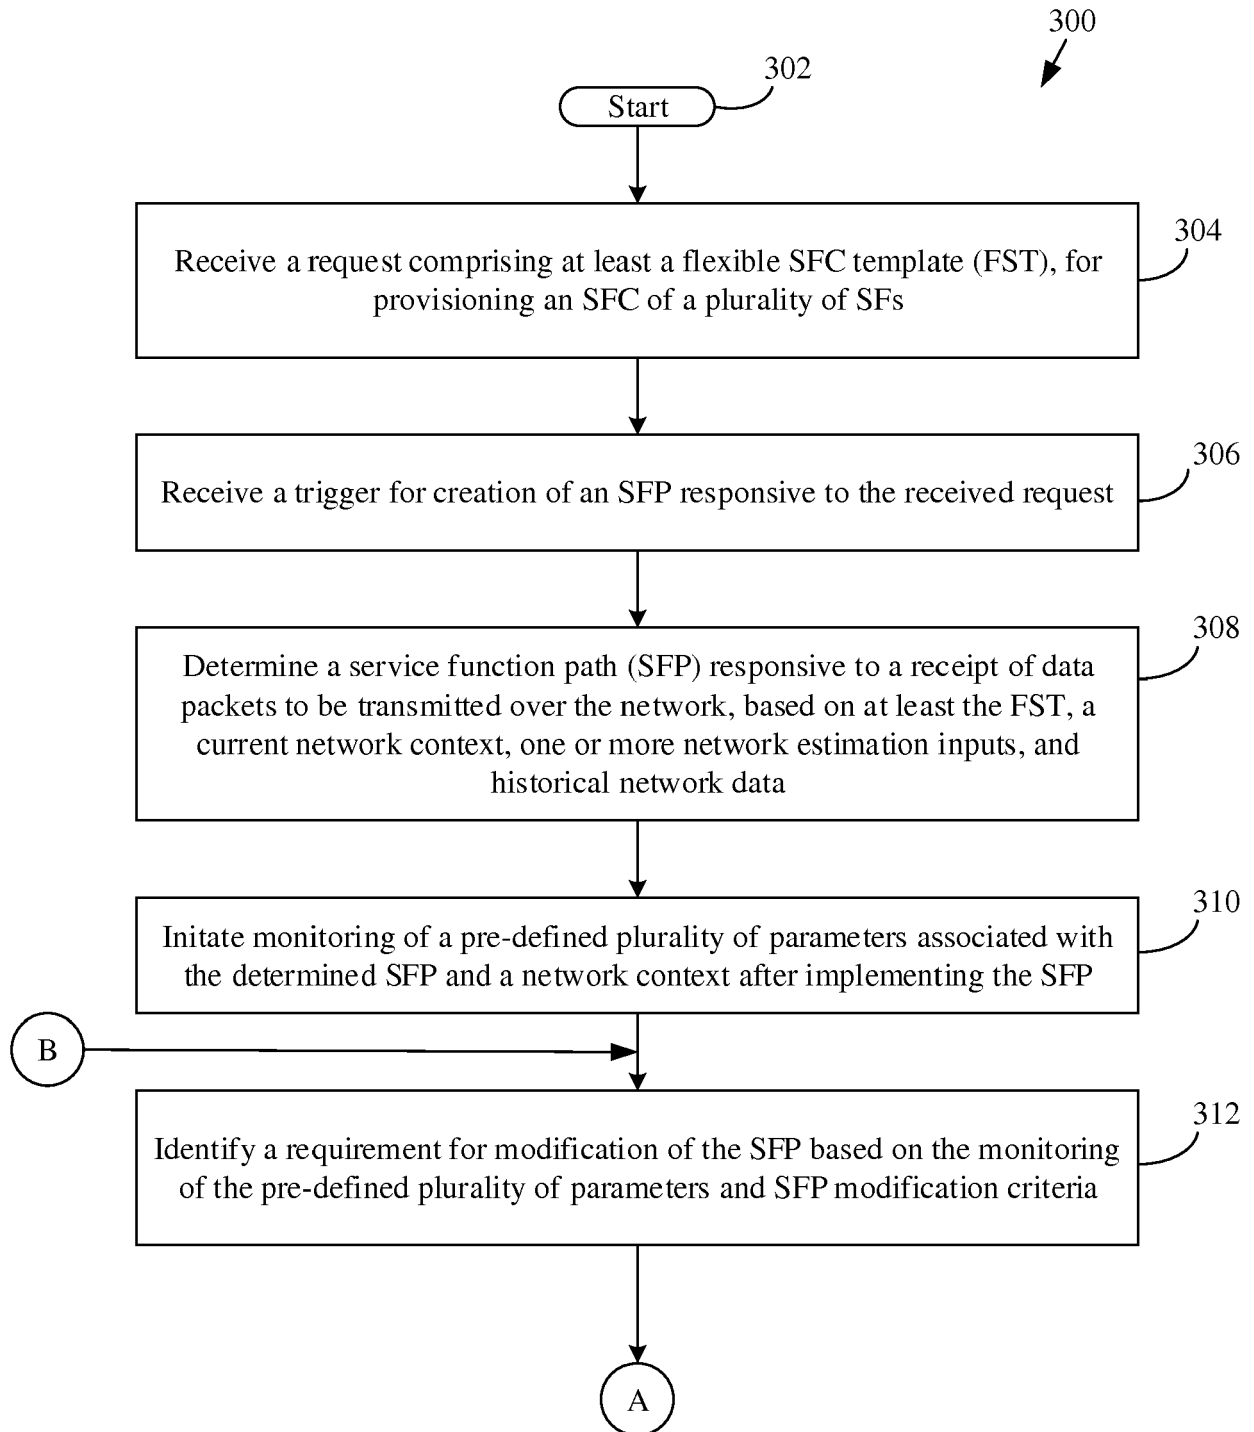 300
302
Start
304
Receive a request comprising at least a flexible SFC template (FST), for
provisioning an SFC of a plurality of SFs
306
Receive a trigger for creation of an SFP responsive to the received request
308
Determine a service function path (SFP) responsive to a receipt of data
packets to be transmitted over the network, based on at least the FST, a
current network context, one or more network estimation inputs, and
historical network data
310
Initate monitoring of a pre-defined plurality of parameters associated with
the determined SFP and a network context after implementing the SFP
B
312
Identify a requirement for modification of the SFP based on the monitoring
of the pre-defined plurality of parameters and SFP modification criteria
A